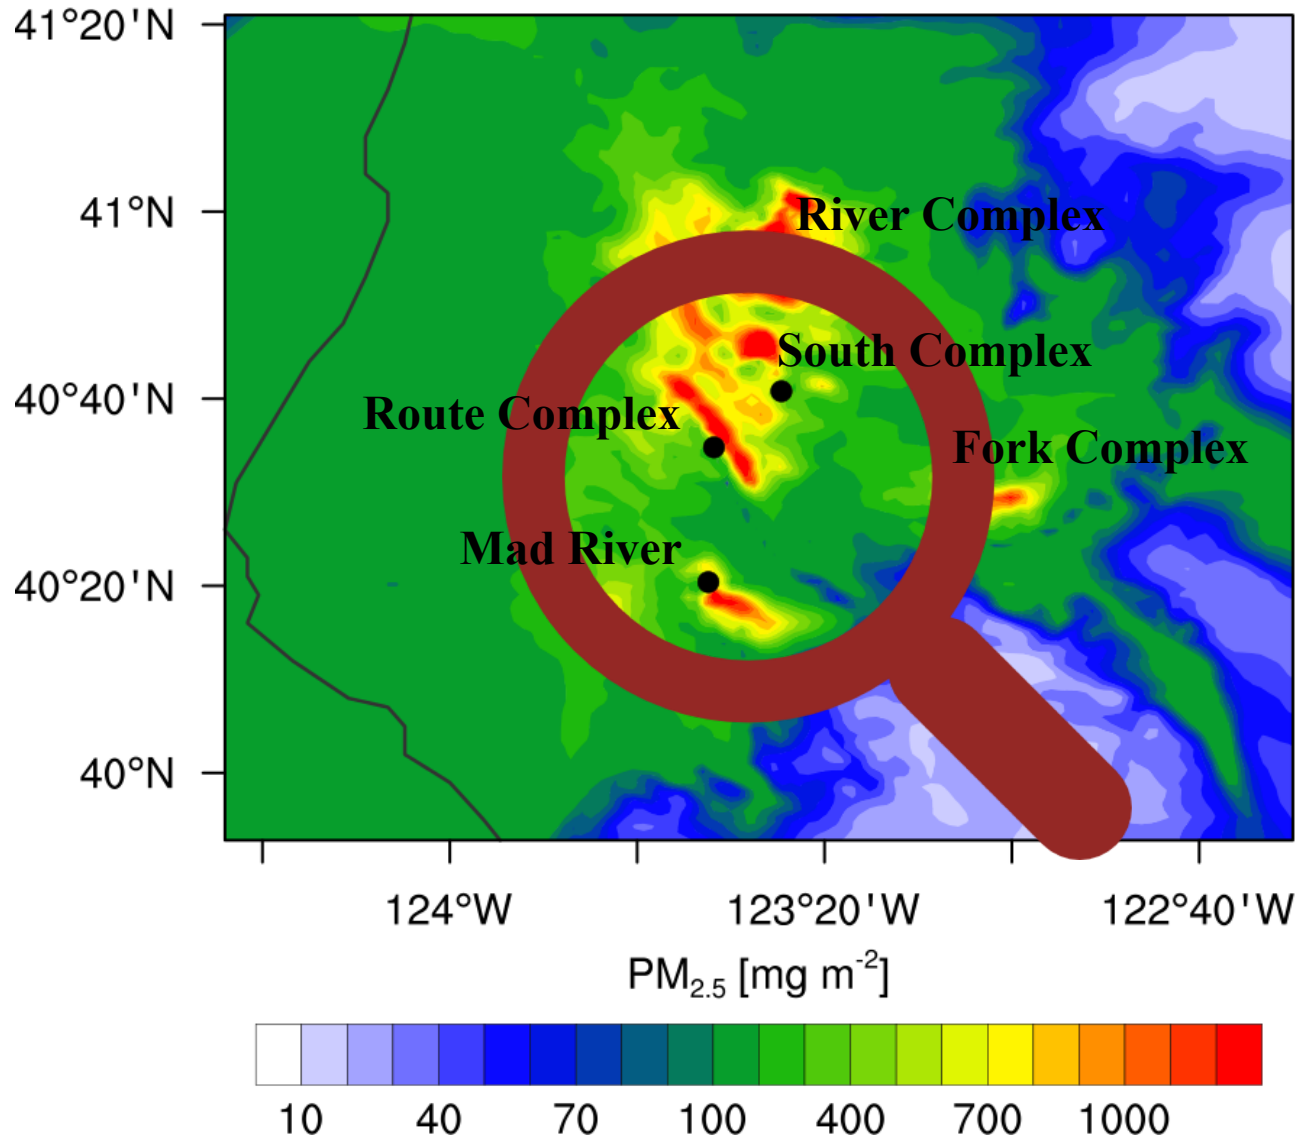 41°20'N
41°N
River Complex
South Complex
40°40'N
Route Complex
Fork Complex
Mad River
40°20'N
40°N
124°W 123°20'W 122°40'W
PM2.5 [mg m-2]
10 40 70 100 400 700 1000